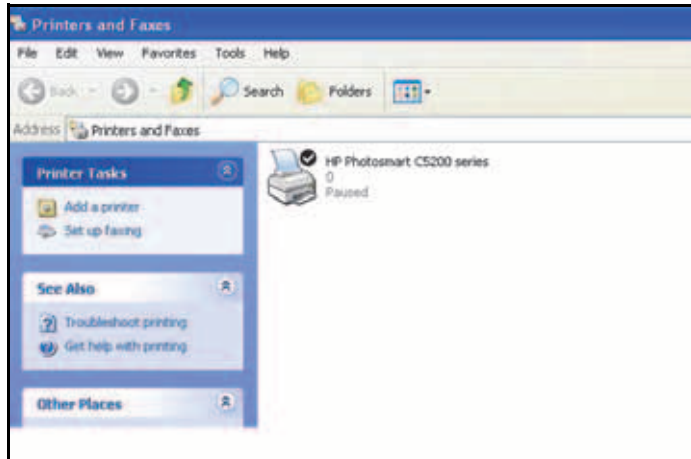 Printers and Faxes
File Edit View Favorites Tools Help
Back Search Folders
Address Printers and Faxes
Printer Tasks
Add a printer
Set up faxing
See Also
Troubleshoot printing
Get help with printing
Other Places
HP Photosmart C5200 series
0
Paused